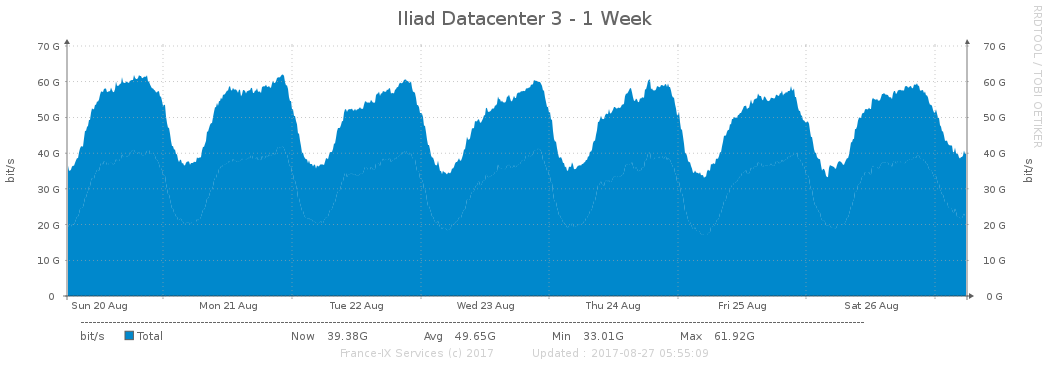 Iliad Datacenter 3 - 1 Week
RRDTOOL / TOBI OETIKER
70 G 70 G
60 G 60 G
50 G 50 G
40 G 40 G
30 G 30 G
20 G 20 G
10 G 10 G
0 0 G
bit/s bit/s
Sun 20 Aug Mon 21 Aug Tue 22 Aug Wed 23 Aug Thu 24 Aug Fri 25 Aug Sat 26 Aug
bit/s Total Now 39.38G Avg 49.65G Min 33.01G Max 61.92G
France-IX Services (c) 2017 Updated : 2017-08-27 05:55:09